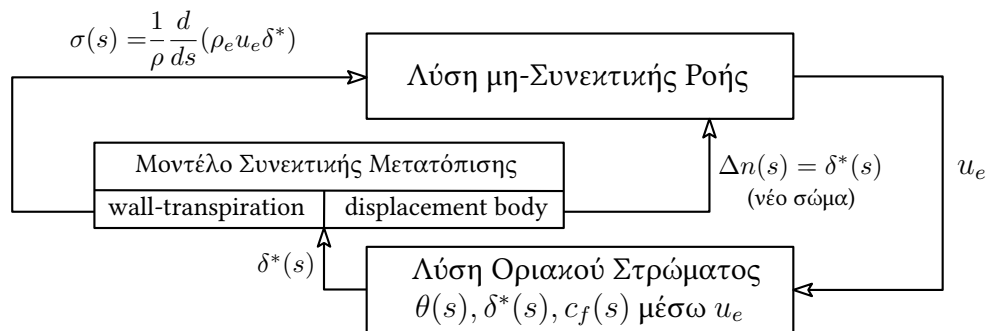 σ(s) = 1/ρ d/ds (ρ_e u_e δ*)
Λύση μη-Συνεκτικής Ροής
Μοντέλο Συνεκτικής Μετατόπισης
wall-transpiration
displacement body
Δn(s) = δ*(s)
(νέο σώμα)
u_e
δ*(s)
Λύση Οριακού Στρώματος
θ(s), δ*(s), c_f(s) μέσω u_e